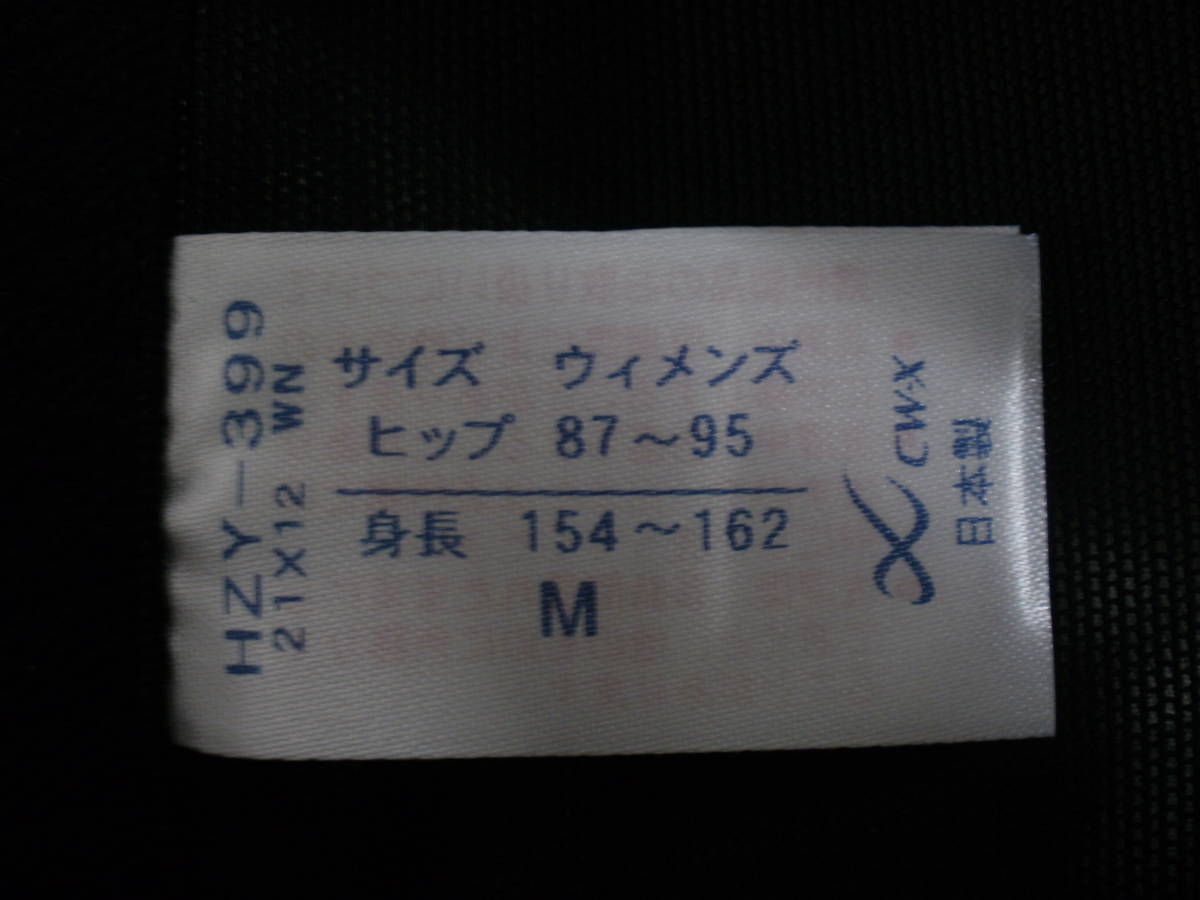 サイズ ウィメンズ
ヒップ 87～95
身長 154～162
M
HZY-399
21X12 WN
CW-X
日本製